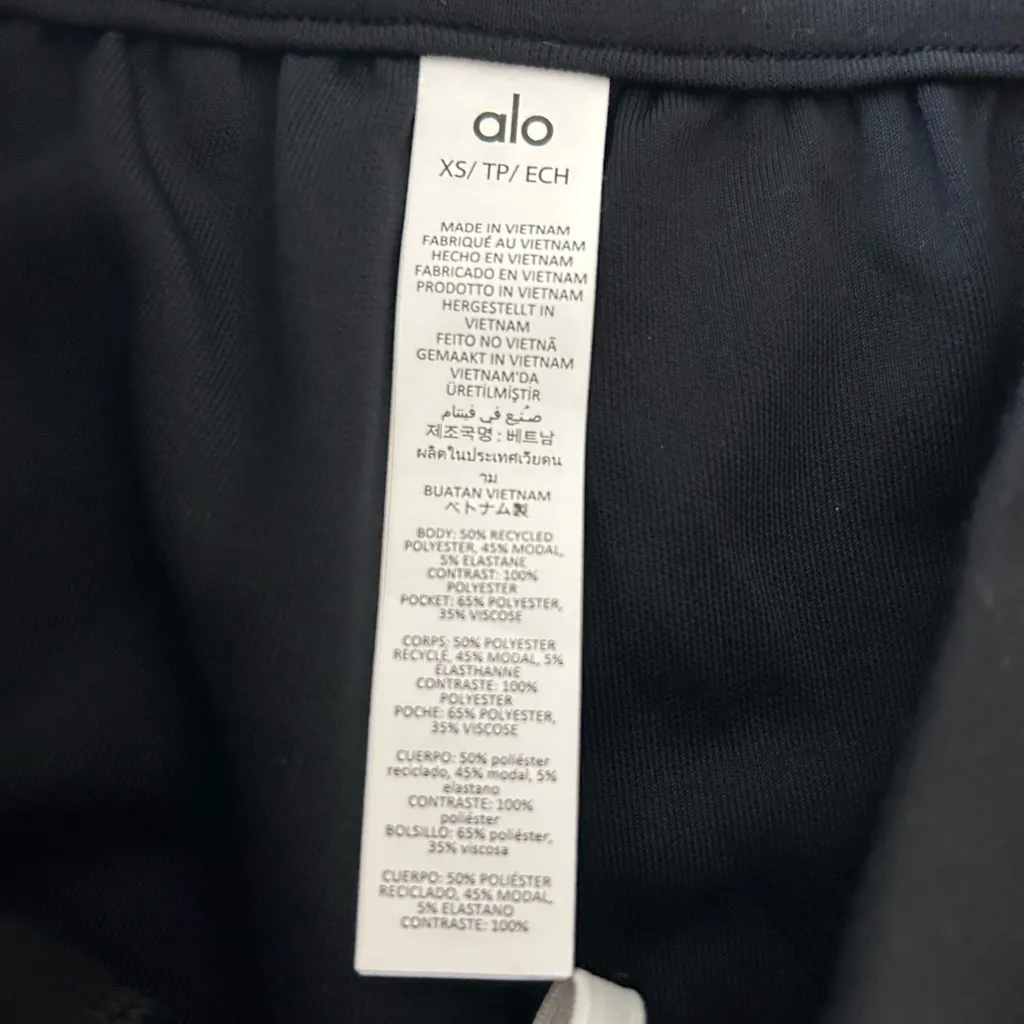 alo
XS/ TP/ ECH
MADE IN VIETNAM
FABRIQUÉ AU VIETNAM
HECHO EN VIETNAM
FABRICADO EN VIETNAM
PRODOTTO IN VIETNAM
HERGESTELLT IN
VIETNAM
FEITO NO VIETNÃ
GEMAAKT IN VIETNAM
VIETNAM'DA
ÜRETİLMİŞTİR
صُنِع في فيتنام
제조국명 : 베트남
ผลิตในประเทศเวียดน
าม
BUATAN VIETNAM
ベトナム製
BODY: 50% RECYCLED
POLYESTER, 45% MODAL,
5% ELASTANE
CONTRAST: 100%
POLYESTER
POCKET: 65% POLYESTER,
35% VISCOSE
CORPS: 50% POLYESTER
RECYCLÉ, 45% MODAL, 5%
ÉLASTHANNE
CONTRASTE: 100%
POLYESTER
POCHE: 65% POLYESTER,
35% VISCOSE
CUERPO: 50% poliéster
reciclado, 45% modal, 5%
elastano
CONTRASTE: 100%
poliéster
BOLSILLO: 65% poliéster,
35% viscosa
CUERPO: 50% POLIÉSTER
RECICLADO, 45% MODAL,
5% ELASTANO
CONTRASTE: 100%